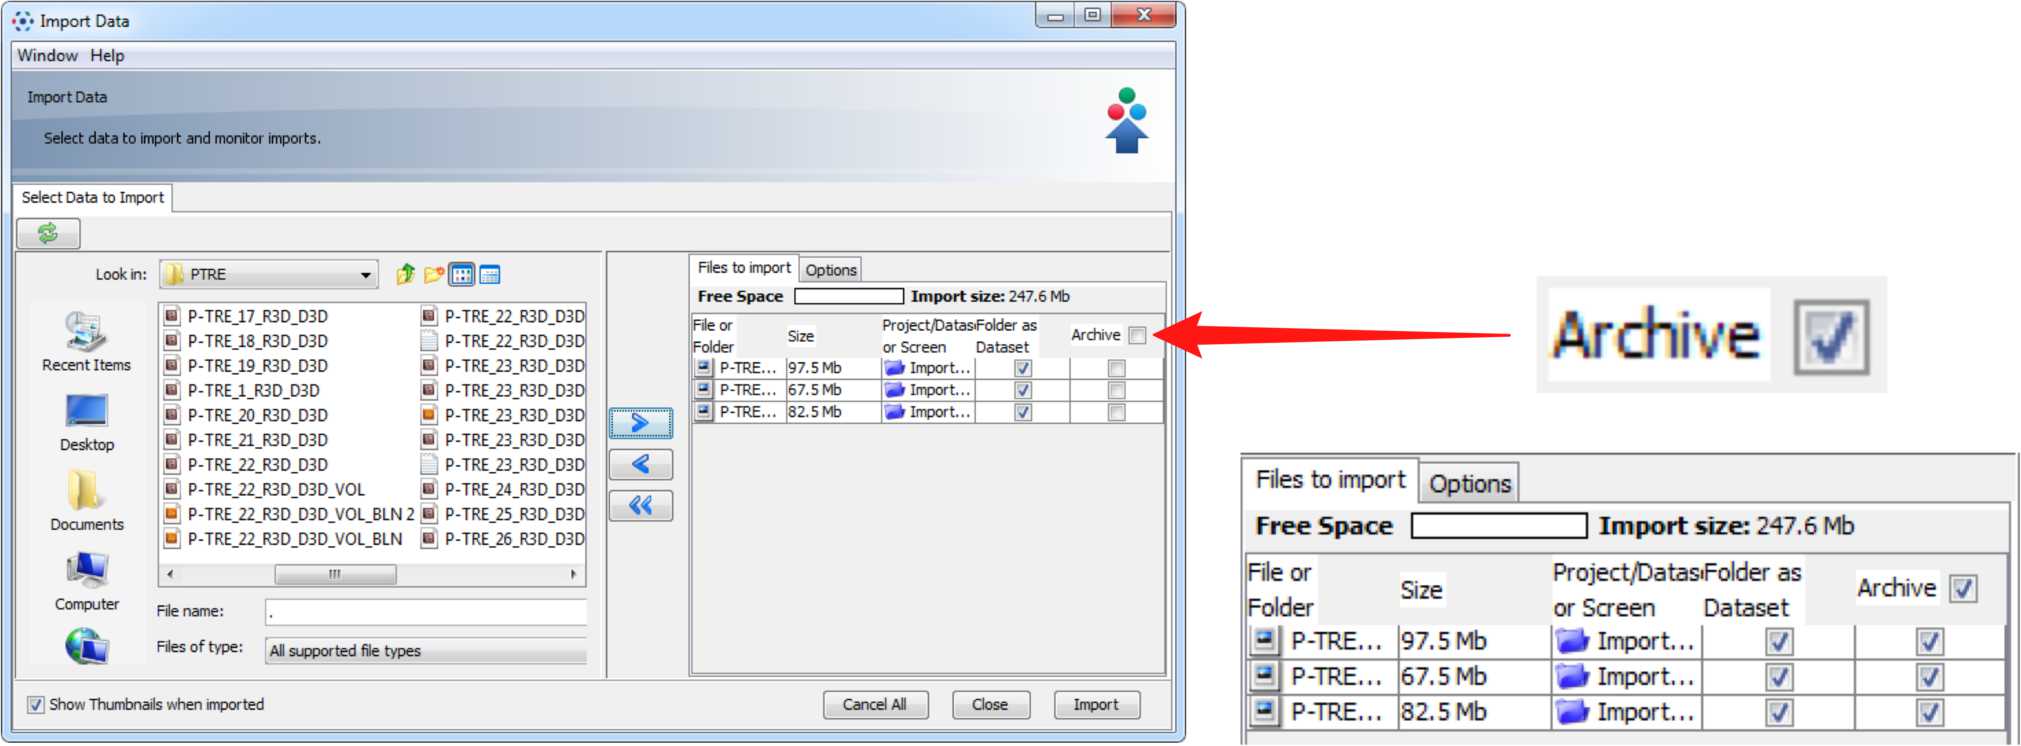 Import Data
Window Help
Import Data
Select data to import and monitor imports.
Select Data to Import
Look in: PTRE
Recent Items
Desktop
Documents
Computer
P-TRE_17_R3D_D3D
P-TRE_18_R3D_D3D
P-TRE_19_R3D_D3D
P-TRE_1_R3D_D3D
P-TRE_20_R3D_D3D
P-TRE_21_R3D_D3D
P-TRE_22_R3D_D3D
P-TRE_22_R3D_D3D_VOL
P-TRE_22_R3D_D3D_VOL_BLN 2
P-TRE_22_R3D_D3D_VOL_BLN
P-TRE_22_R3D_D3D
P-TRE_22_R3D_D3D
P-TRE_23_R3D_D3D
P-TRE_23_R3D_D3D
P-TRE_23_R3D_D3D
P-TRE_23_R3D_D3D
P-TRE_23_R3D_D3D
P-TRE_24_R3D_D3D
P-TRE_25_R3D_D3D
P-TRE_26_R3D_D3D
File name: .
Files of type: All supported file types
Files to import Options
Free Space Import size: 247.6 Mb
File or Folder Size Project/Datas or Screen Folder as Dataset Archive
P-TRE... 97.5 Mb Import...
P-TRE... 67.5 Mb Import...
P-TRE... 82.5 Mb Import...
Show Thumbnails when imported
Cancel All Close Import
Archive
Files to import Options
Free Space Import size: 247.6 Mb
File or Folder Size Project/Datas or Screen Folder as Dataset Archive
P-TRE... 97.5 Mb Import...
P-TRE... 67.5 Mb Import...
P-TRE... 82.5 Mb Import...